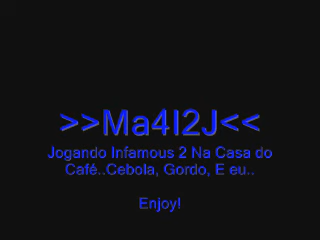 >>Ma4I2J<<
Jogando Infamous 2 Na Casa do
Café..Cebola, Gordo, E eu..
Enjoy!